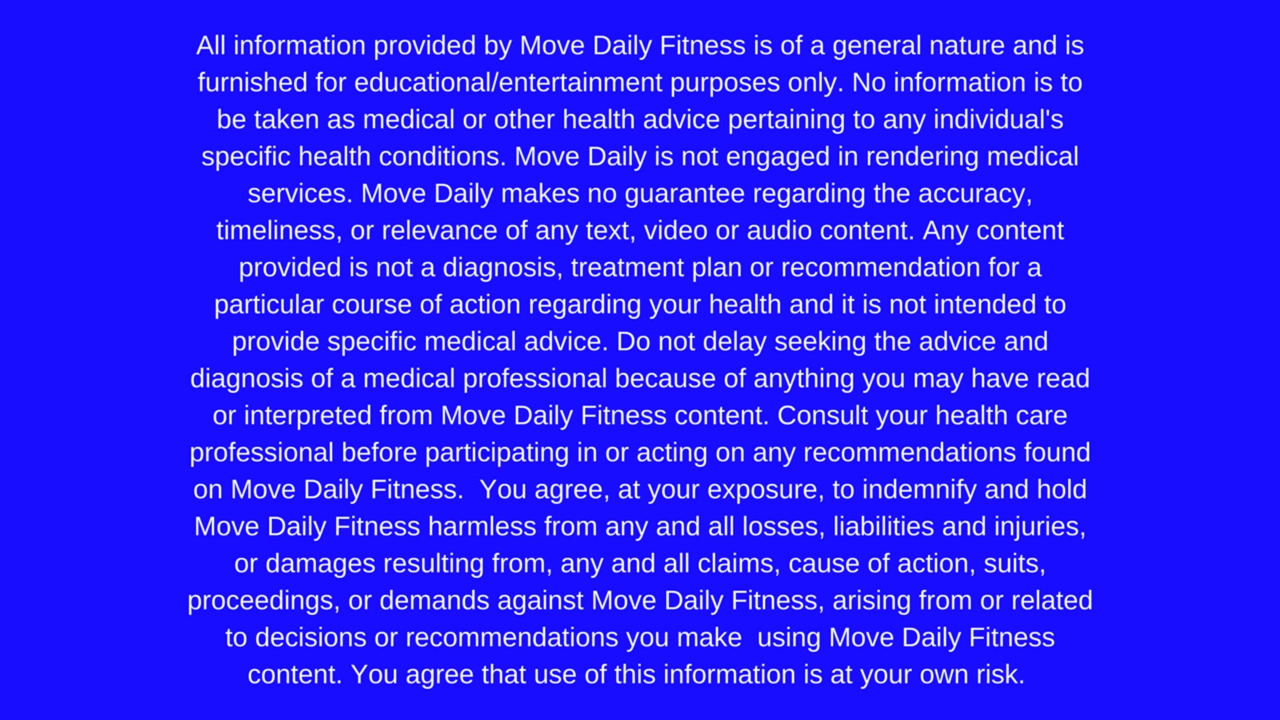 All information provided by Move Daily Fitness is of a general nature and is
furnished for educational/entertainment purposes only. No information is to
be taken as medical or other health advice pertaining to any individual's
specific health conditions. Move Daily is not engaged in rendering medical
services. Move Daily makes no guarantee regarding the accuracy,
timeliness, or relevance of any text, video or audio content. Any content
provided is not a diagnosis, treatment plan or recommendation for a
particular course of action regarding your health and it is not intended to
provide specific medical advice. Do not delay seeking the advice and
diagnosis of a medical professional because of anything you may have read
or interpreted from Move Daily Fitness content. Consult your health care
professional before participating in or acting on any recommendations found
on Move Daily Fitness.  You agree, at your exposure, to indemnify and hold
Move Daily Fitness harmless from any and all losses, liabilities and injuries,
or damages resulting from, any and all claims, cause of action, suits,
proceedings, or demands against Move Daily Fitness, arising from or related
to decisions or recommendations you make  using Move Daily Fitness
content. You agree that use of this information is at your own risk.